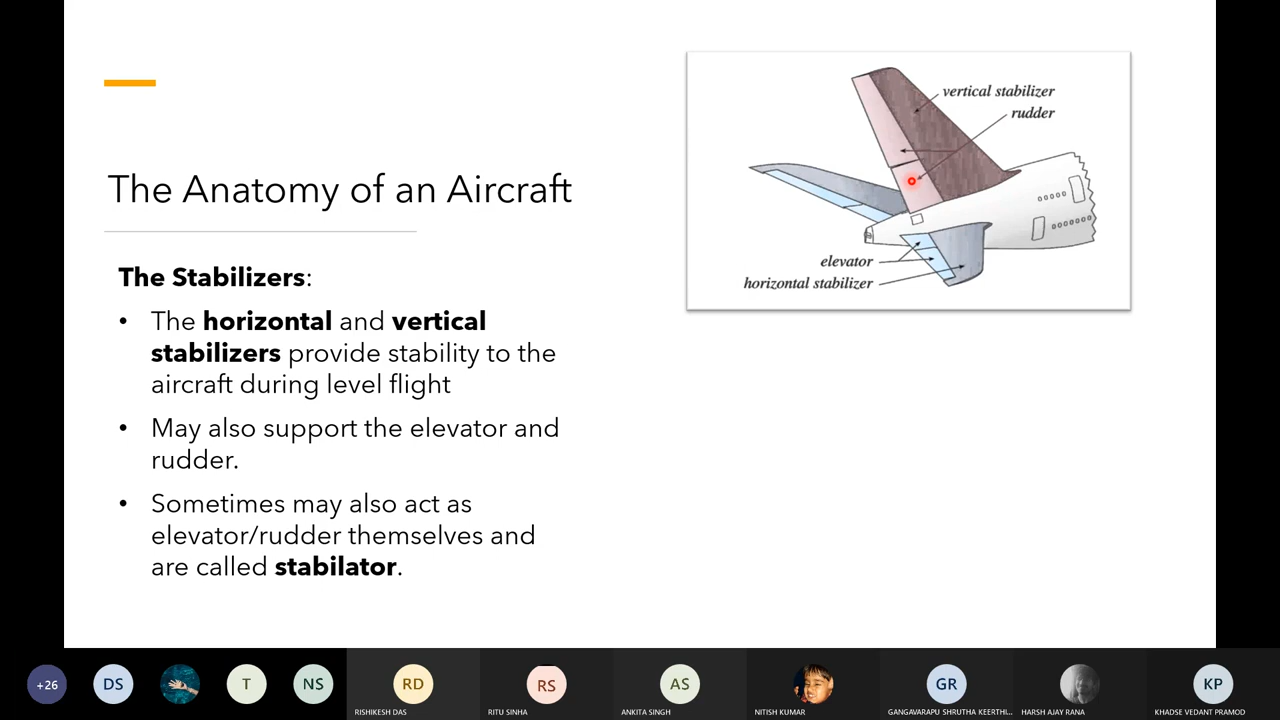 The Anatomy of an Aircraft
The Stabilizers:
• The horizontal and vertical
stabilizers provide stability to the
aircraft during level flight
• May also support the elevator and
rudder.
• Sometimes may also act as
elevator/rudder themselves and
are called stabilator.
vertical stabilizer
rudder
elevator
horizontal stabilizer
+26
DS
T
NS
RD
RS
AS
GR
KP
RISHIKESH DAS
RITU SINHA
ANKITA SINGH
NITISH KUMAR
GANGAVARAPU SHRUTHA KEERTHI...
HARSH AJAY RANA
KHADSE VEDANT PRAMOD